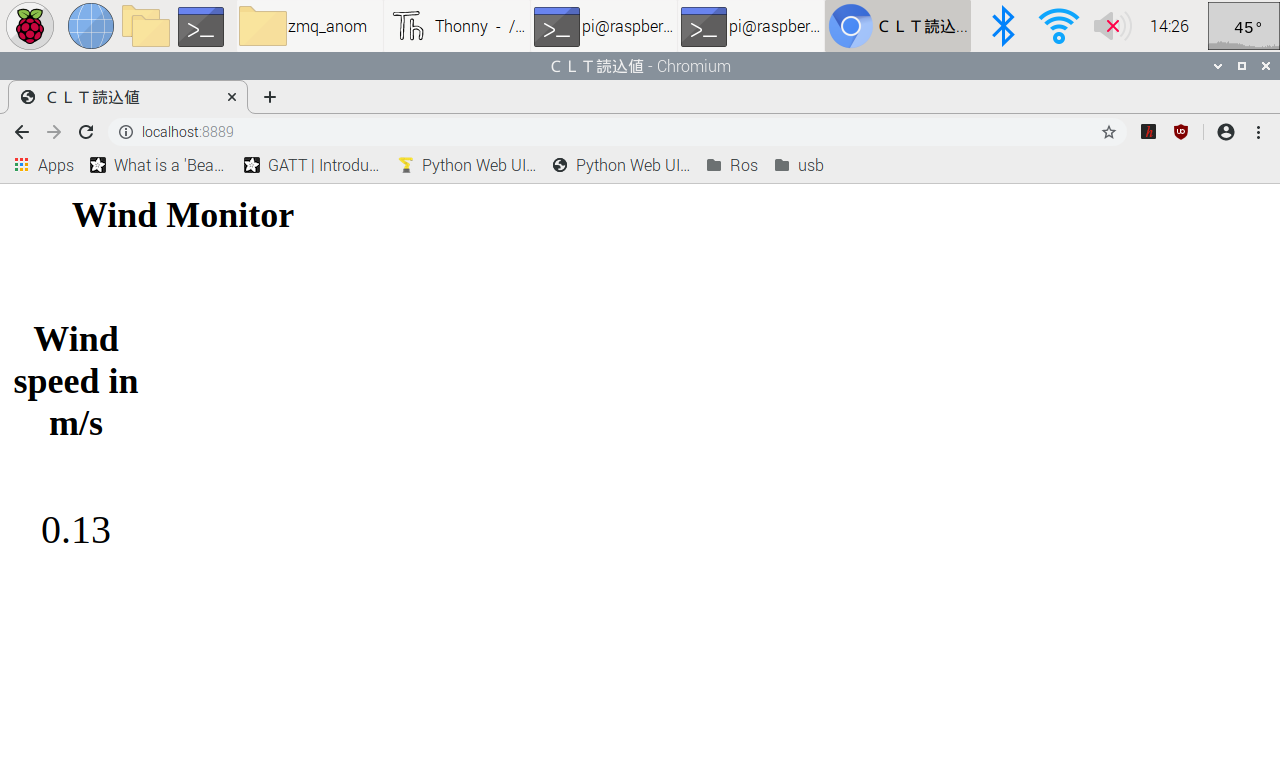 zmq_anom
Thonny - /...
pi@raspber...
pi@raspber...
ＣＬＴ読込...
14:26
45°
ＣＬＴ読込値 - Chromium
ＣＬＴ読込値
localhost:8889
Apps
What is a 'Bea...
GATT | Introdu...
Python Web UI...
Python Web UI...
Ros
usb
Wind Monitor
Wind
speed in
m/s
0.13